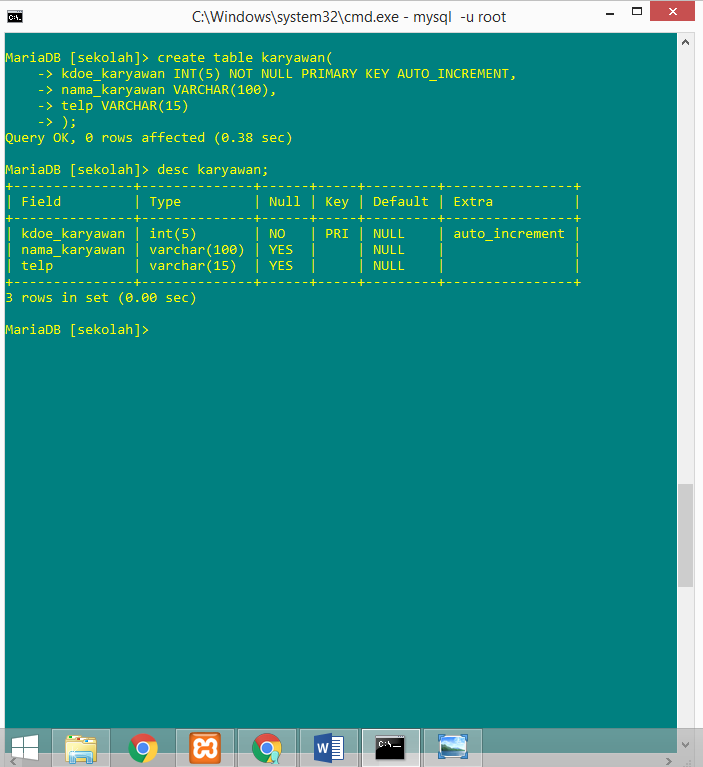 C:\Windows\system32\cmd.exe - mysql  -u root
MariaDB [sekolah]> create table karyawan(
    -> kdoe_karyawan INT(5) NOT NULL PRIMARY KEY AUTO_INCREMENT,
    -> nama_karyawan VARCHAR(100),
    -> telp VARCHAR(15)
    -> );
Query OK, 0 rows affected (0.38 sec)
MariaDB [sekolah]> desc karyawan;
+---------------+--------------+------+-----+---------+----------------+
| Field         | Type         | Null | Key | Default | Extra          |
+---------------+--------------+------+-----+---------+----------------+
| kdoe_karyawan | int(5)       | NO   | PRI | NULL    | auto_increment |
| nama_karyawan | varchar(100) | YES  |     | NULL    |                |
| telp          | varchar(15)  | YES  |     | NULL    |                |
+---------------+--------------+------+-----+---------+----------------+
3 rows in set (0.00 sec)
MariaDB [sekolah]>